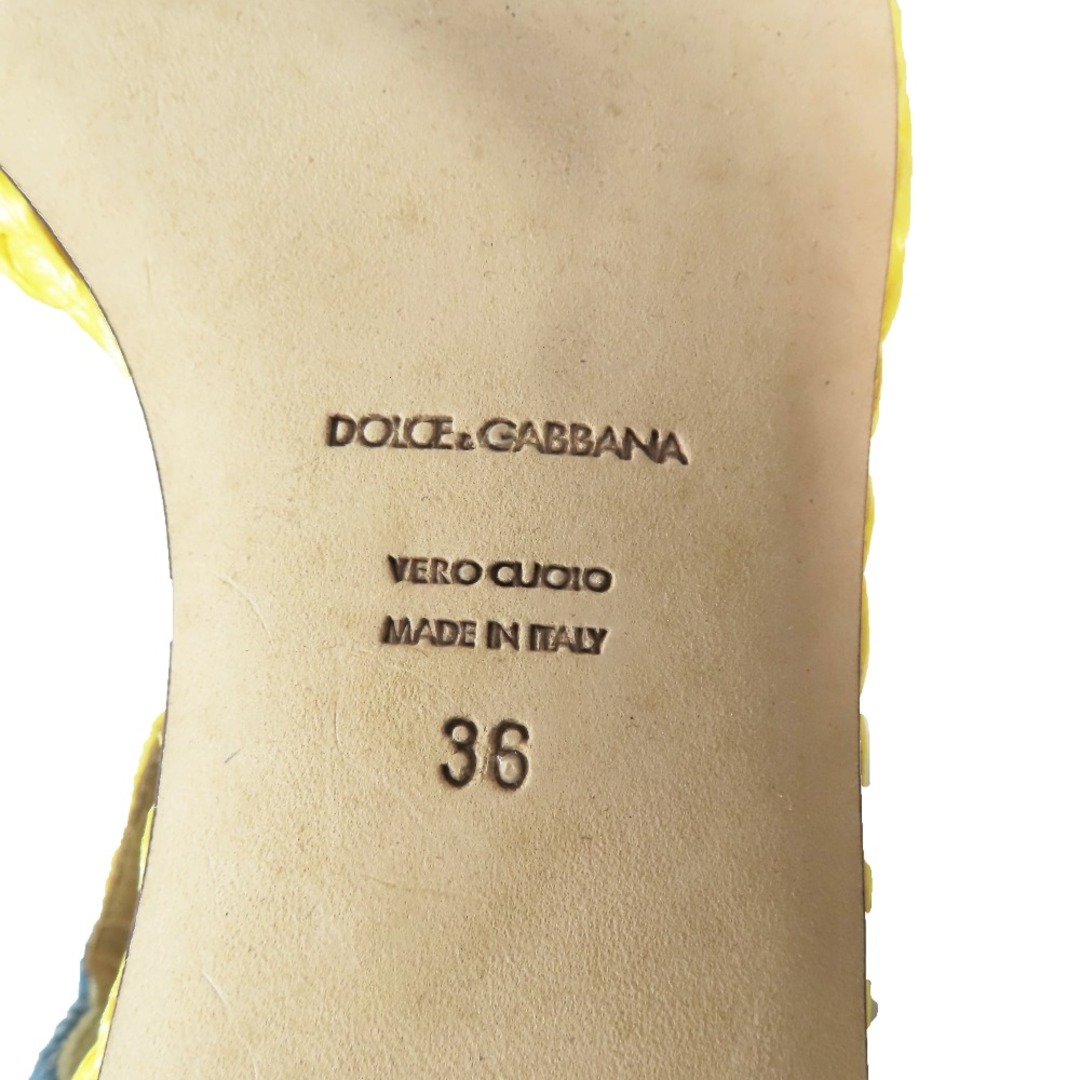 DOLCE & GABBANA
VERO CUOIO
MADE IN ITALY
36